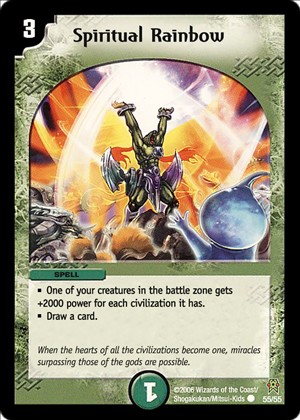 3
Spiritual Rainbow
SPELL
▪ One of your creatures in the battle zone gets
+2000 power for each civilization it has.
▪ Draw a card.
When the hearts of all the civilizations become one, miracles
surpassing those of the gods are possible.
1
©2006 Wizards of the Coast/
Shogakukan/Mitsui-Kids ● 55/55